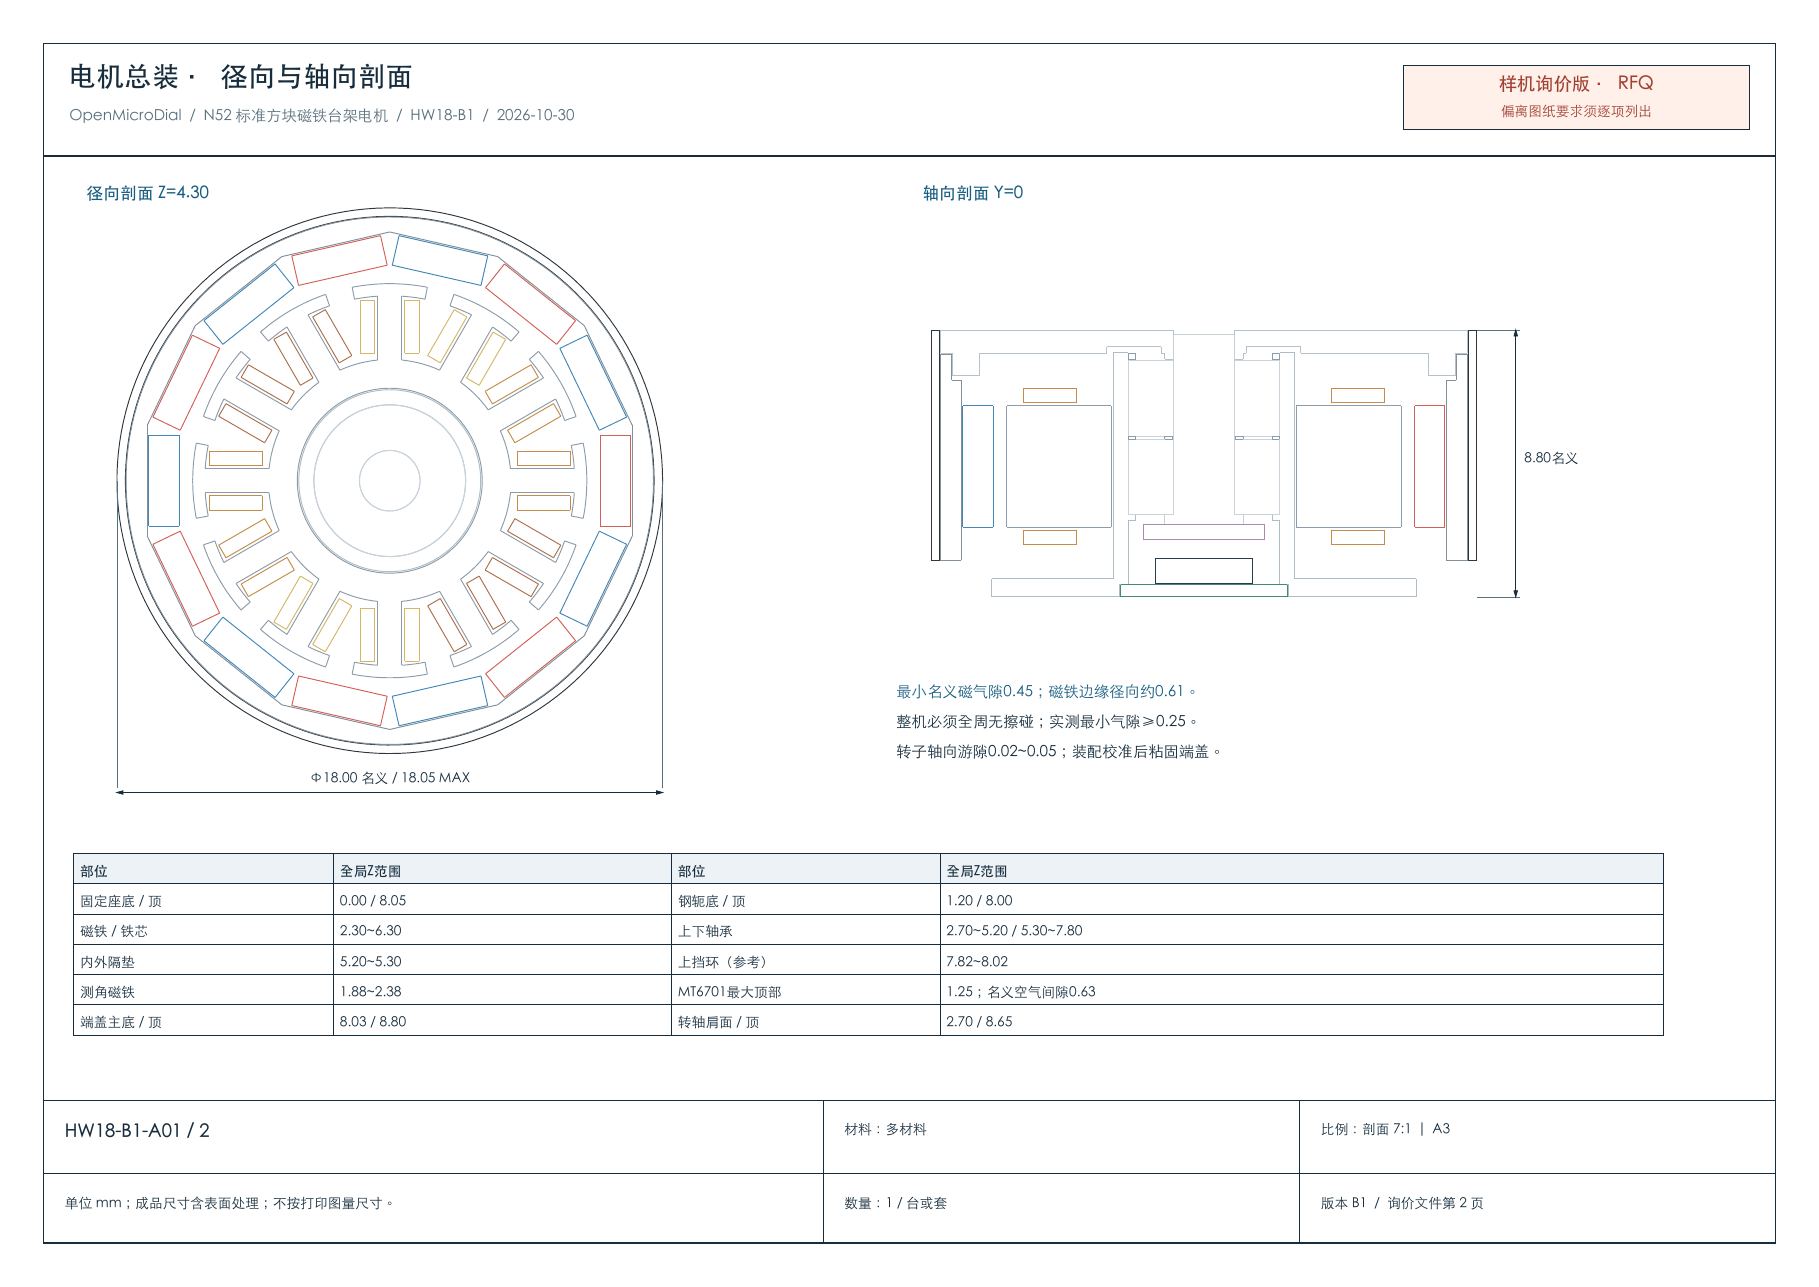 电机总装 · 径向与轴向剖面
OpenMicroDial / N52 标准方块磁铁台架电机 / HW18-B1 / 2026-10-30
样机询价版 · RFQ
偏离图纸要求须逐项列出
径向剖面 Z=4.30
轴向剖面 Y=0
8.80名义
最小名义磁气隙0.45；磁铁边缘径向约0.61。
整机必须全周无擦碰；实测最小气隙≥0.25。
转子轴向游隙0.02~0.05；装配校准后粘固端盖。
Φ18.00 名义 / 18.05 MAX
部位 全局Z范围 部位 全局Z范围
固定座底 / 顶 0.00 / 8.05 钢轭底 / 顶 1.20 / 8.00
磁铁 / 铁芯 2.30~6.30 上下轴承 2.70~5.20 / 5.30~7.80
内外隔垫 5.20~5.30 上挡环（参考） 7.82~8.02
测角磁铁 1.88~2.38 MT6701最大顶部 1.25；名义空气间隙0.63
端盖主底 / 顶 8.03 / 8.80 转轴肩面 / 顶 2.70 / 8.65
HW18-B1-A01 / 2
材料：多材料
比例：剖面 7:1 | A3
单位 mm；成品尺寸含表面处理；不按打印图量尺寸。
数量：1 / 台或套
版本 B1 / 询价文件第 2 页